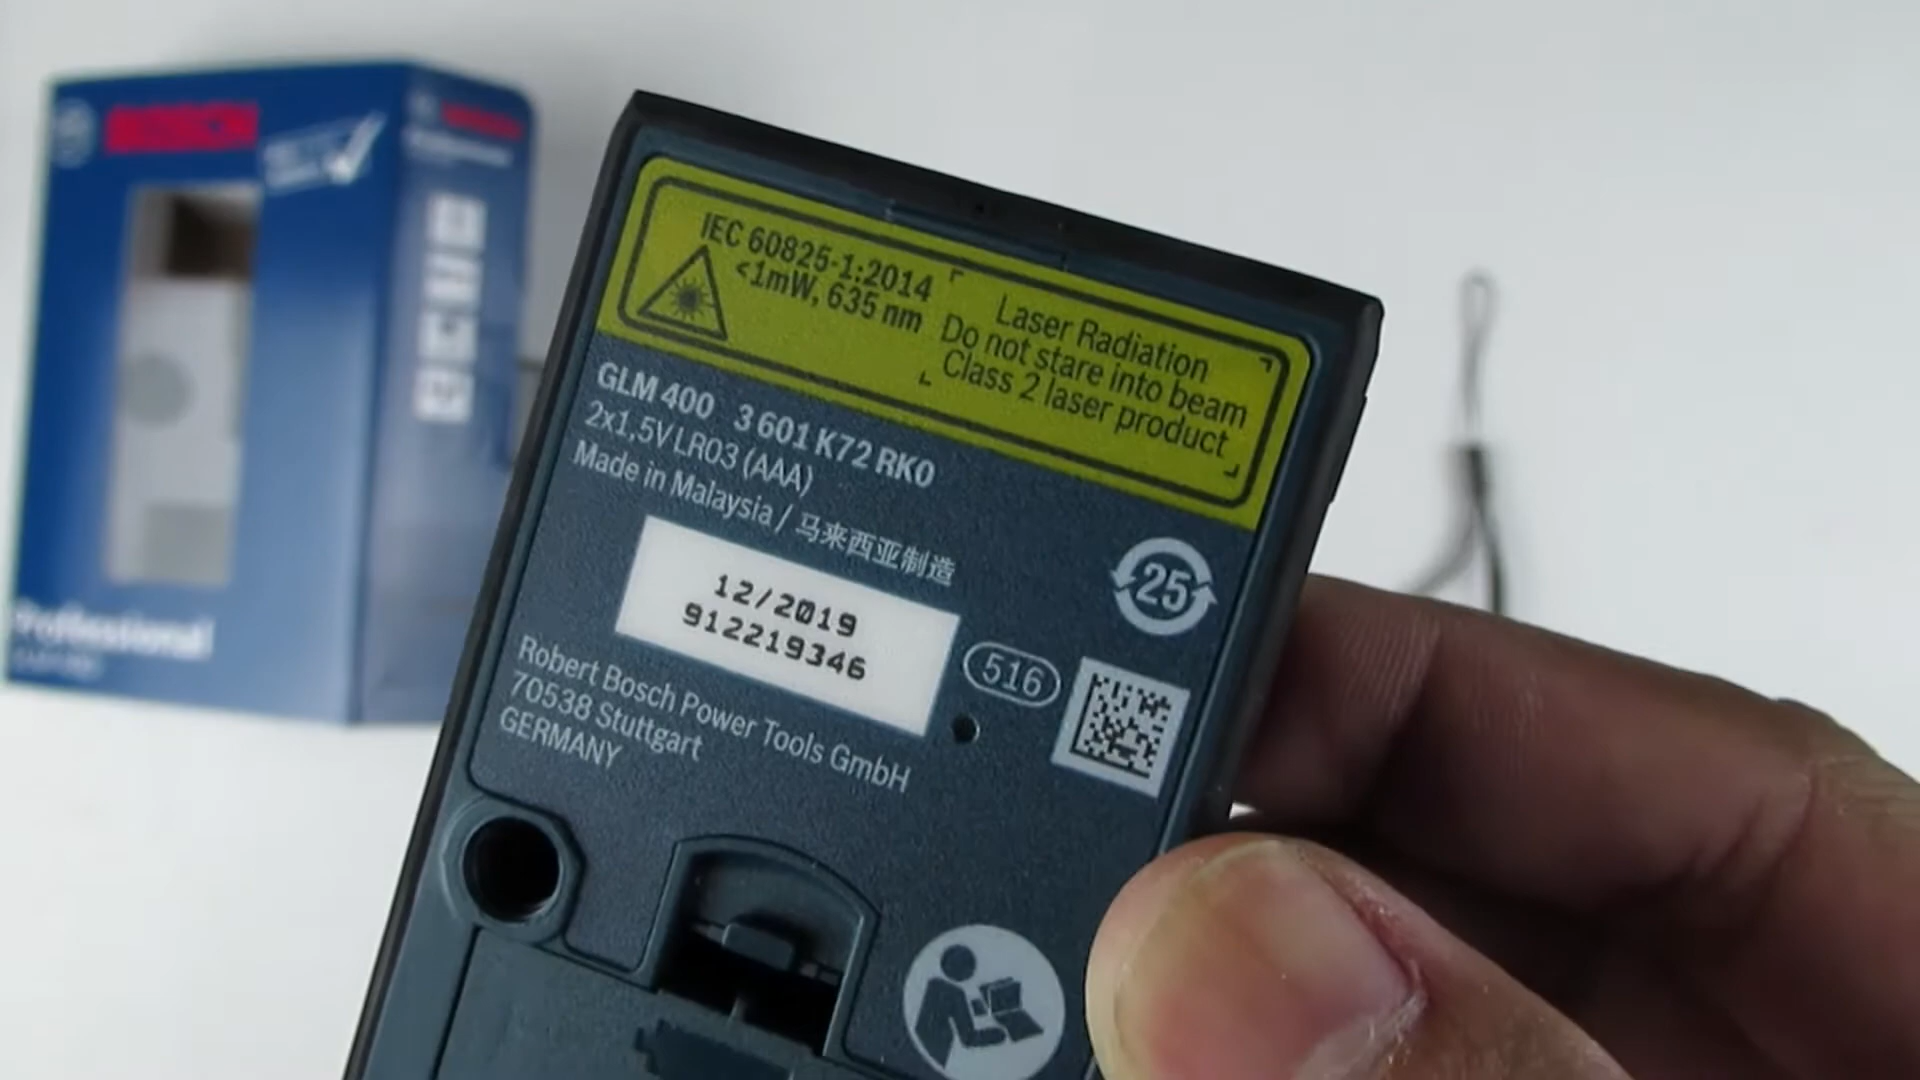 BOSCH
Professional
IEC 60825-1:2014
<1mW, 635 nm
Laser Radiation
Do not stare into beam
Class 2 laser product
GLM 400 3 601 K72 RK0
2x1,5V LR03 (AAA)
Made in Malaysia / 马来西亚制造
25
12/2019
912219346
516
Robert Bosch Power Tools GmbH
70538 Stuttgart
GERMANY